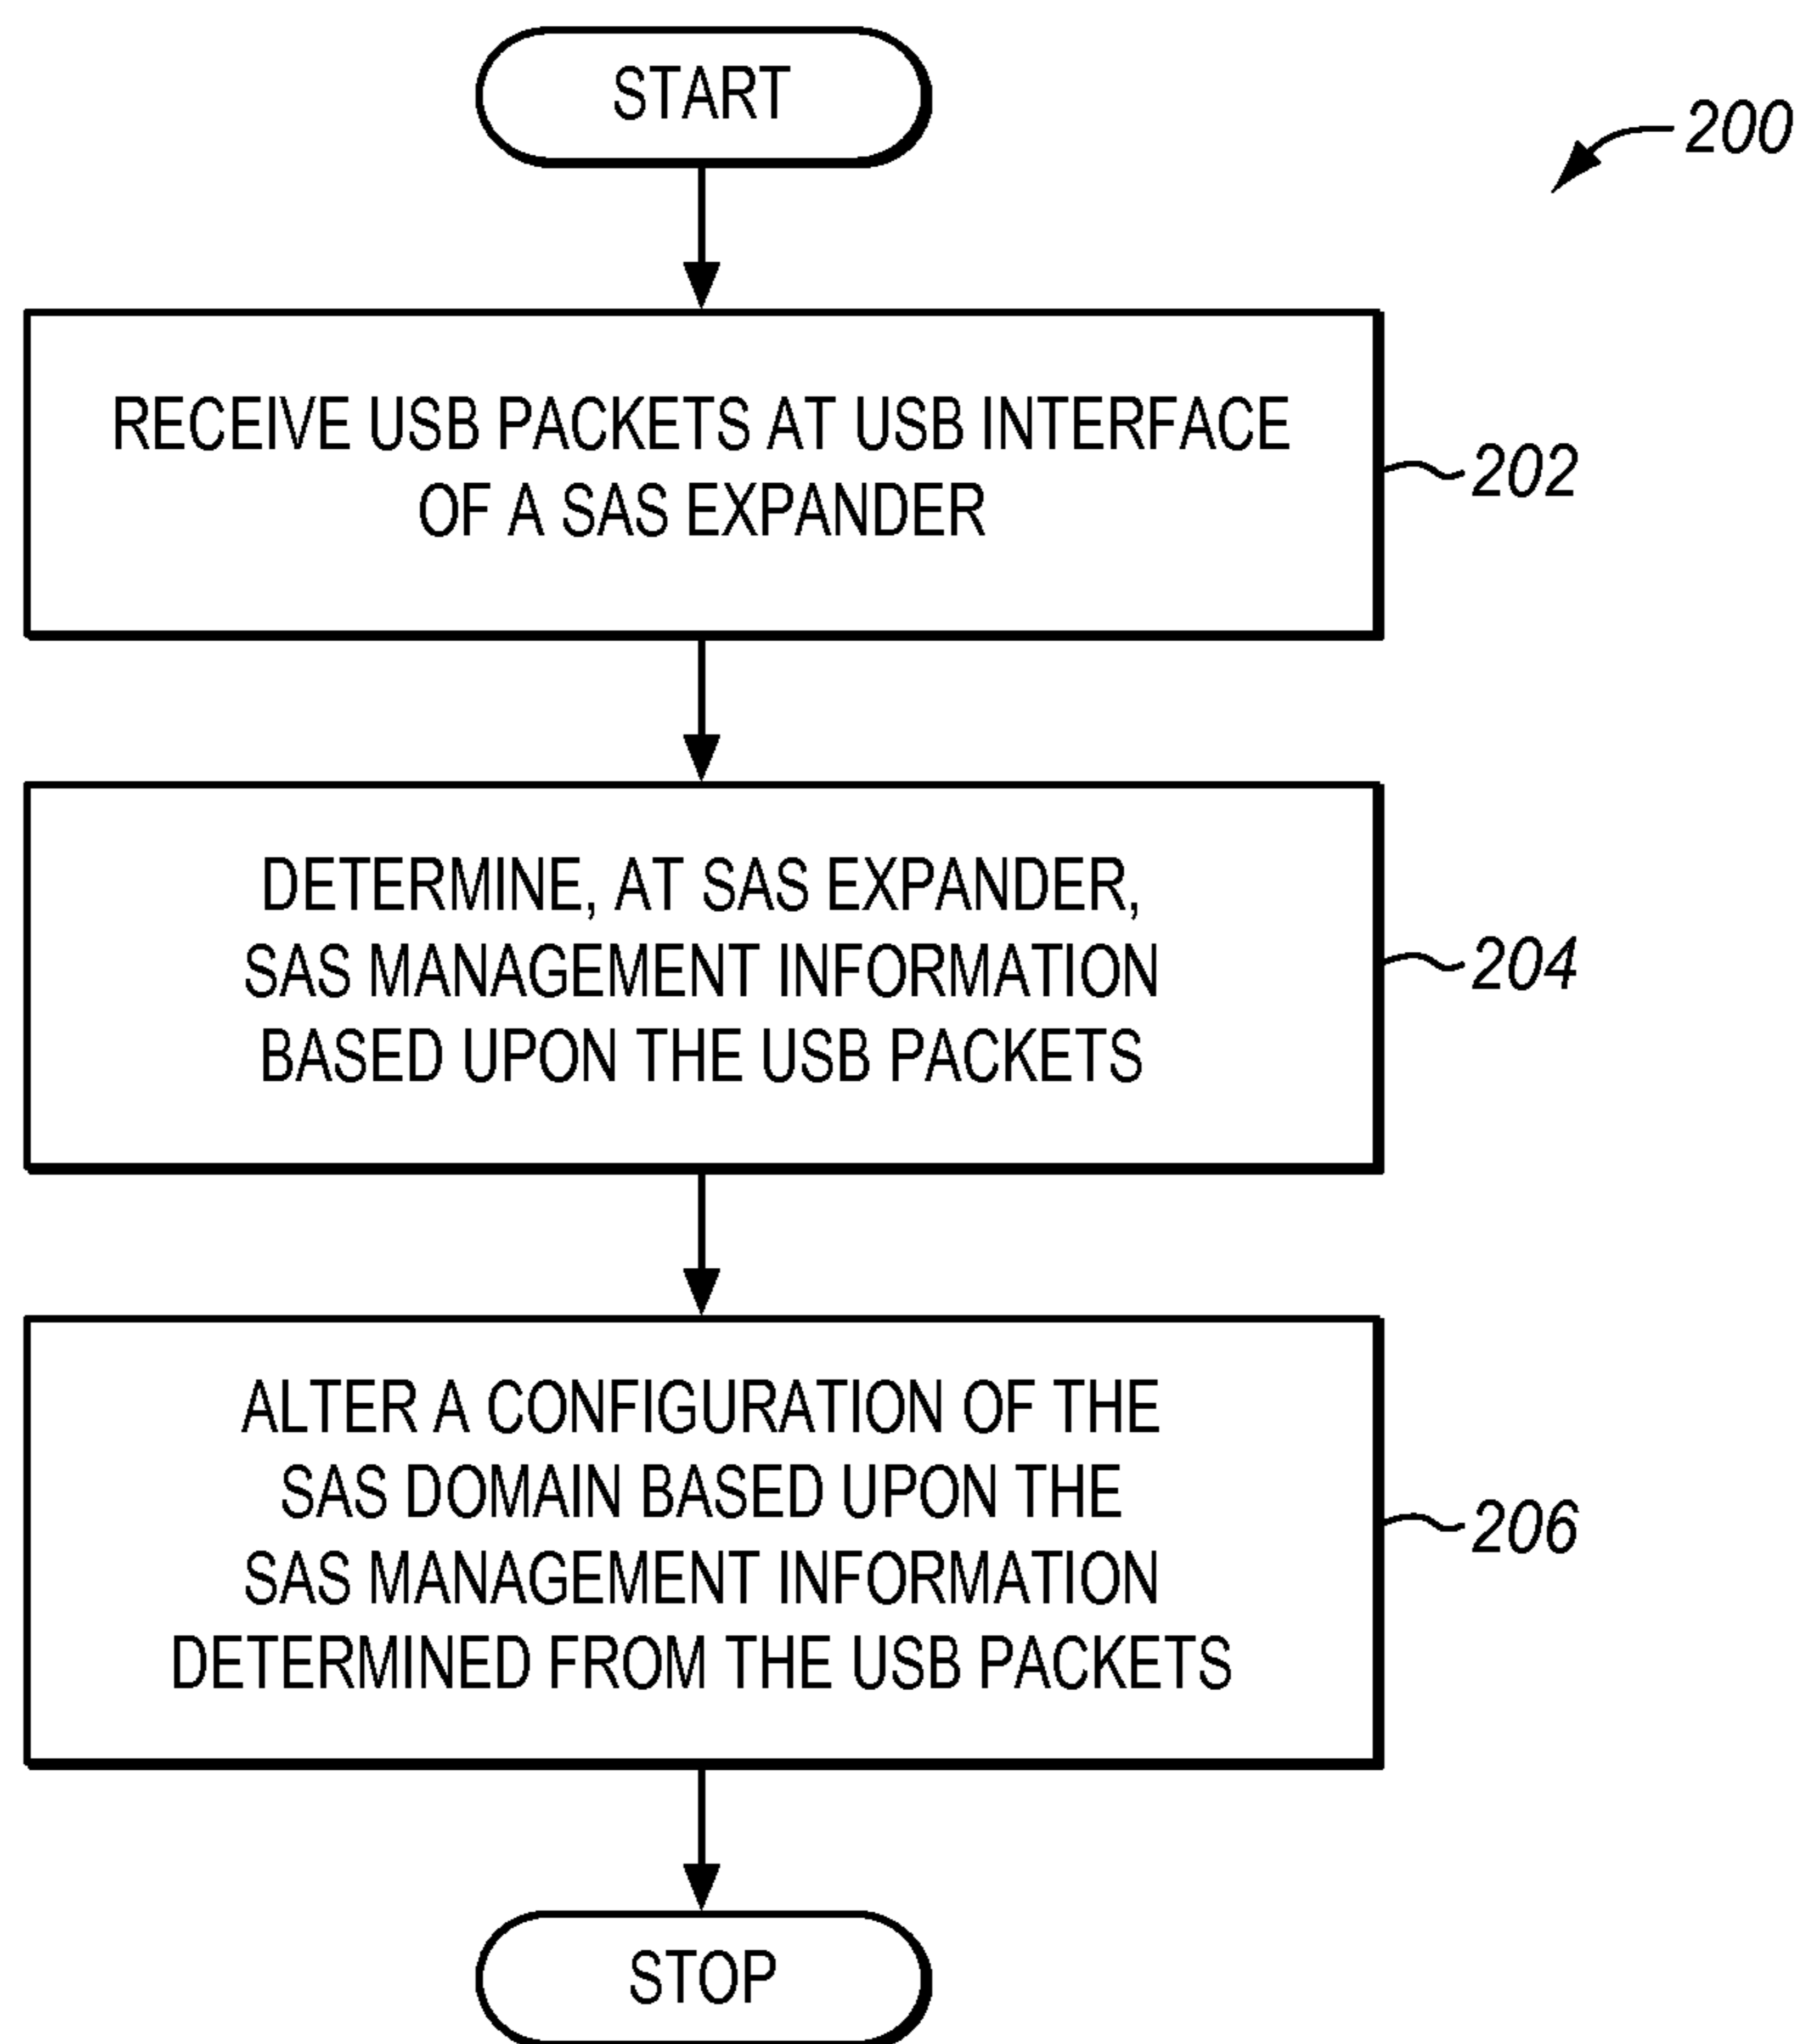 START
200
RECEIVE USB PACKETS AT USB INTERFACE
OF A SAS EXPANDER
202
DETERMINE, AT SAS EXPANDER,
SAS MANAGEMENT INFORMATION
BASED UPON THE USB PACKETS
204
ALTER A CONFIGURATION OF THE
SAS DOMAIN BASED UPON THE
SAS MANAGEMENT INFORMATION
DETERMINED FROM THE USB PACKETS
206
STOP